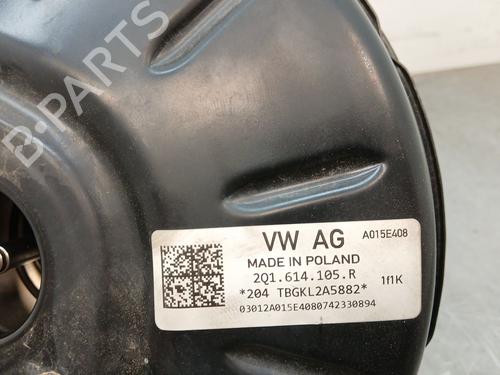 B-PARTS
VW AG A015E408
MADE IN POLAND
2Q1.614.105.R
*204 TBGKL2A5882* 1f1K
03012A015E4080742330894